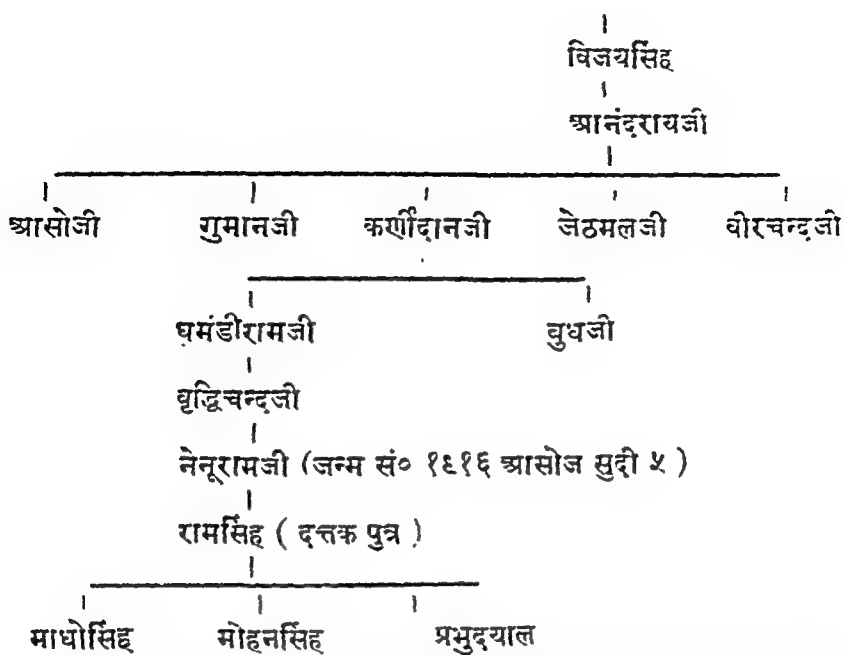 विजयसिंह
आनंदरायजी
आसोजी गुमानजी कर्णीदानजी जेठमलजी वीरचन्दजी
घमंडीरामजी बुधजी
वृद्धिचन्दजी
नेनूरामजी (जन्म सं० १९१६ आसोज सुदी ५ )
रामसिंह ( दत्तक पुत्र )
माधोसिंह मोहनसिंह प्रभुदयाल